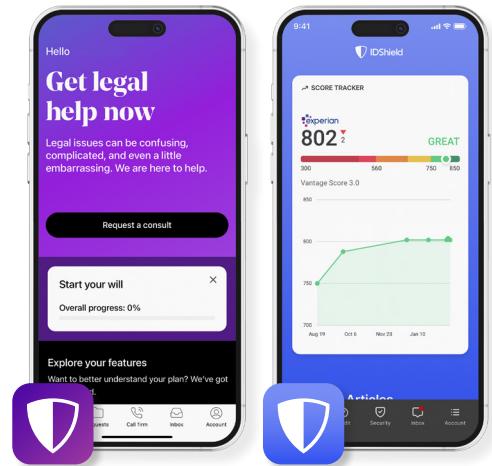 Hello
Get legal
help now
Legal issues can be confusing,
complicated, and even a little
embarrassing. We are here to help.
Request a consult
Start your will
Overall progress: 0%
Explore your features
Want to better understand your plan? We've got
Call firm
Inbox
Account
9:41
IDShield
SCORE TRACKER
experian
802 2
GREAT
300 560 750 850
Vantage Score 3.0
850
800
750
700
Aug 19 Oct 6 Nov 23 Jan 10
Articles
Security
Inbox
Account